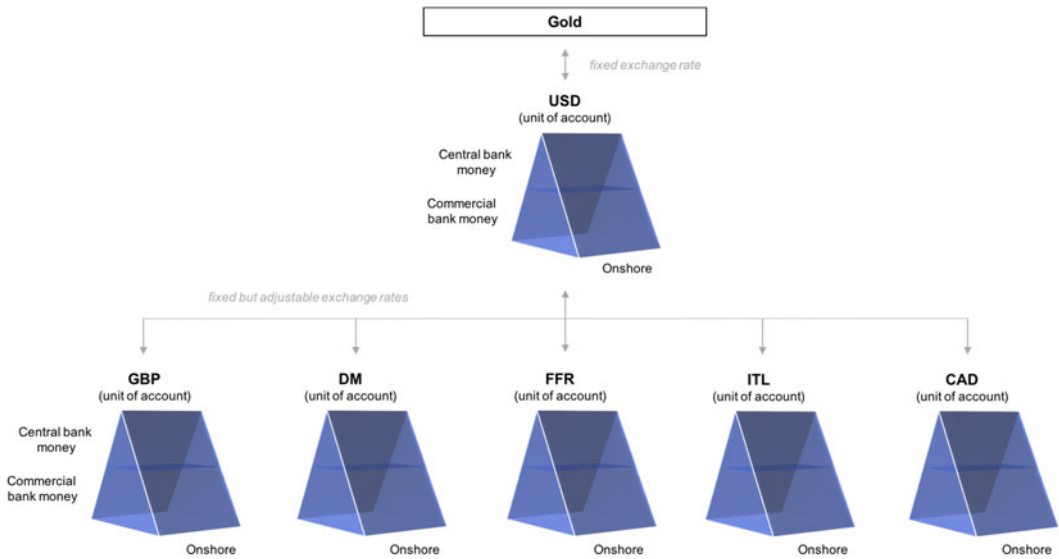 Gold
fixed exchange rate
USD
(unit of account)
Central bank
money
Commercial
bank money
Onshore
fixed but adjustable exchange rates
GBP
(unit of account)
DM
(unit of account)
FFR
(unit of account)
ITL
(unit of account)
CAD
(unit of account)
Central bank
money
Commercial
bank money
Onshore
Onshore
Onshore
Onshore
Onshore